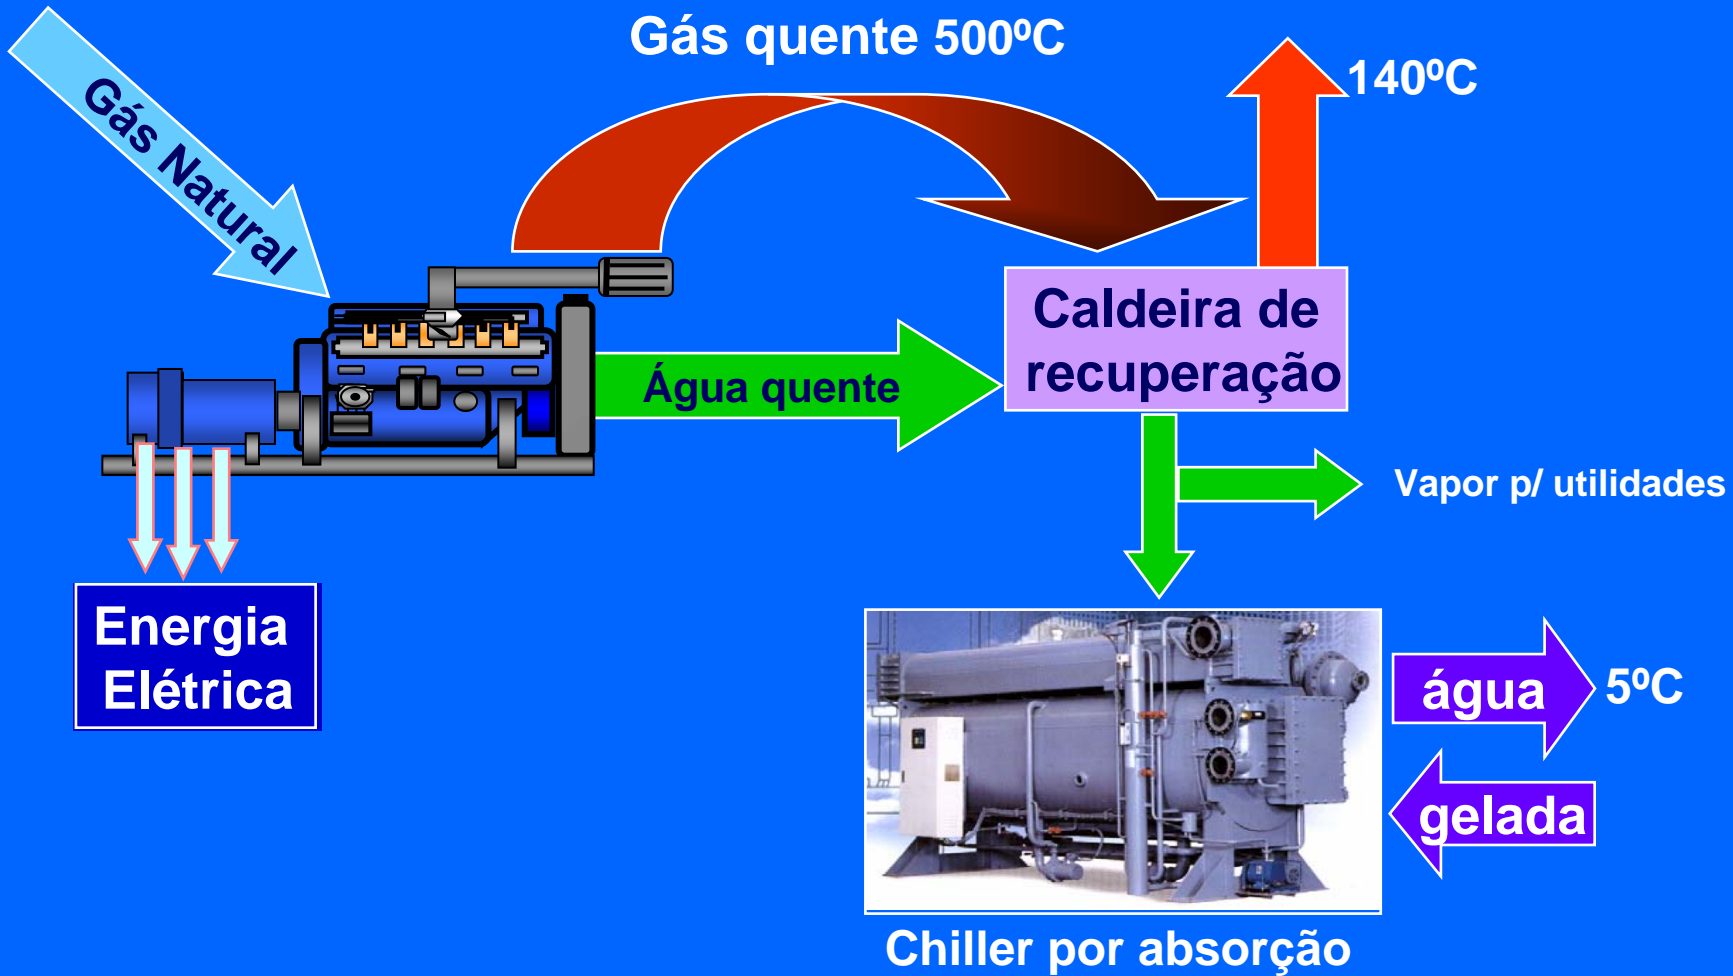 Gás quente 500ºC
140ºC
Gás Natural
Caldeira de
recuperação
Água quente
Vapor p/ utilidades
Energia
Elétrica
água
5ºC
gelada
Chiller por absorção